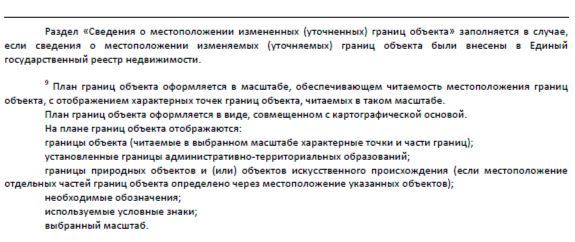 Раздел «Сведения о местоположении измененных (уточненных) границ объекта» заполняется в случае,
если сведения о местоположении изменяемых (уточняемых) границ объекта были внесены в Единый
государственный реестр недвижимости.
⁹ План границ объекта оформляется в масштабе, обеспечивающем читаемость местоположения границ
объекта, с отображением характерных точек границ объекта, читаемых в таком масштабе.
План границ объекта оформляется в виде, совмещенном с картографической основой.
На плане границ объекта отображаются:
границы объекта (читаемые в выбранном масштабе характерные точки и части границ);
установленные границы административно-территориальных образований;
границы природных объектов и (или) объектов искусственного происхождения (если местоположение
отдельных частей границ объекта определено через местоположение указанных объектов);
необходимые обозначения;
используемые условные знаки;
выбранный масштаб.